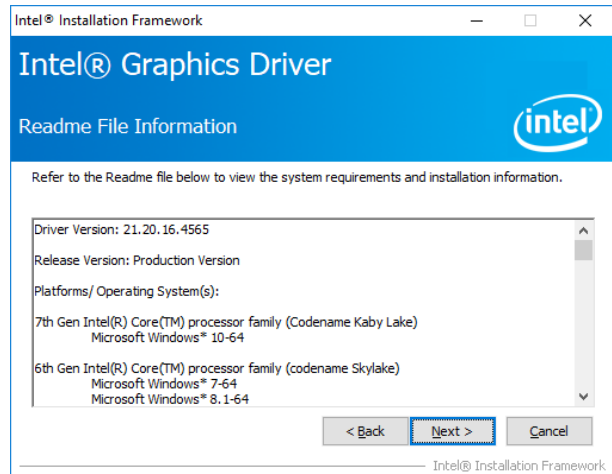 Intel® Installation Framework
Intel® Graphics Driver
Readme File Information
intel
Refer to the Readme file below to view the system requirements and installation information.
Driver Version: 21.20.16.4565
Release Version: Production Version
Platforms/ Operating System(s):
7th Gen Intel(R) Core(TM) processor family (Codename Kaby Lake)
Microsoft Windows* 10-64
6th Gen Intel(R) Core(TM) processor family (codename Skylake)
Microsoft Windows* 7-64
Microsoft Windows* 8.1-64
< Back Next > Cancel
Intel® Installation Framework